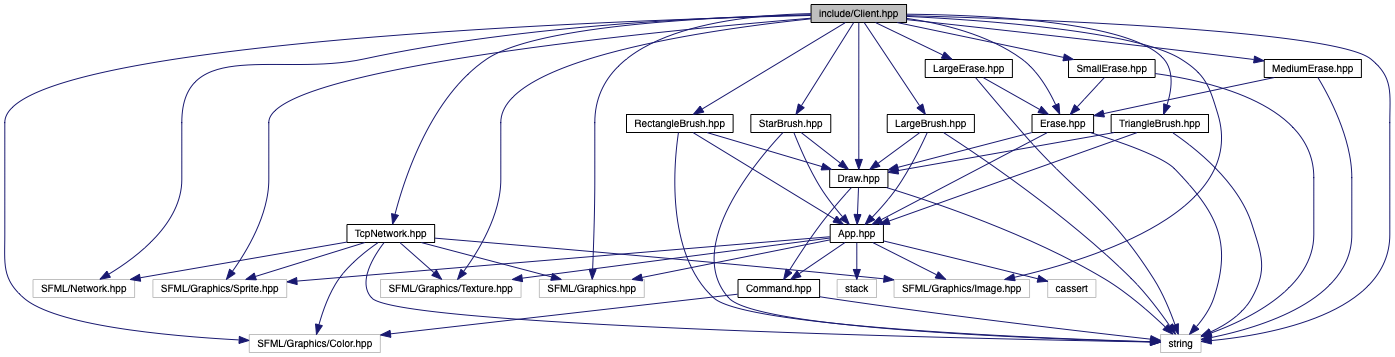 include/Client.hpp
LargeErase.hpp
SmallErase.hpp
MediumErase.hpp
RectangleBrush.hpp
StarBrush.hpp
LargeBrush.hpp
Erase.hpp
TriangleBrush.hpp
Draw.hpp
TcpNetwork.hpp
App.hpp
SFML/Network.hpp
SFML/Graphics/Sprite.hpp
SFML/Graphics/Texture.hpp
SFML/Graphics.hpp
Command.hpp
stack
SFML/Graphics/Image.hpp
cassert
SFML/Graphics/Color.hpp
string